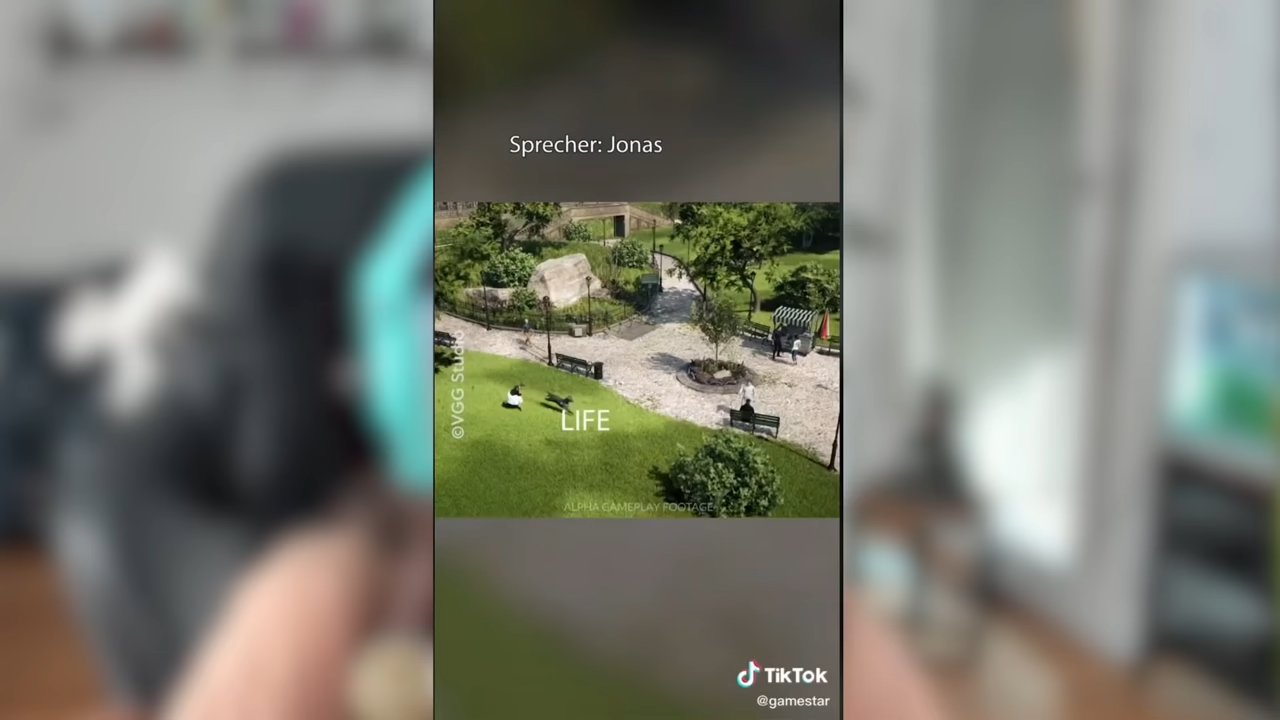 Sprecher: Jonas
©VGG Studio
LIFE
ALPHA GAMEPLAY FOOTAGE
TikTok
@gamestar